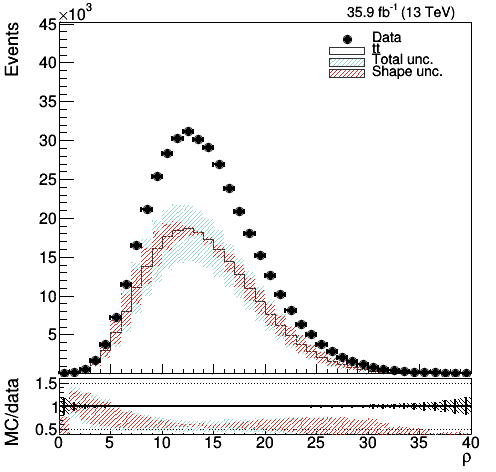 ×10³
35.9 fb⁻¹ (13 TeV)
Events
45
40
35
30
25
20
15
10
5
Data
tt̄
Total unc.
Shape unc.
MC/data
1.5
1
0.5
0 5 10 15 20 25 30 35 40
ρ